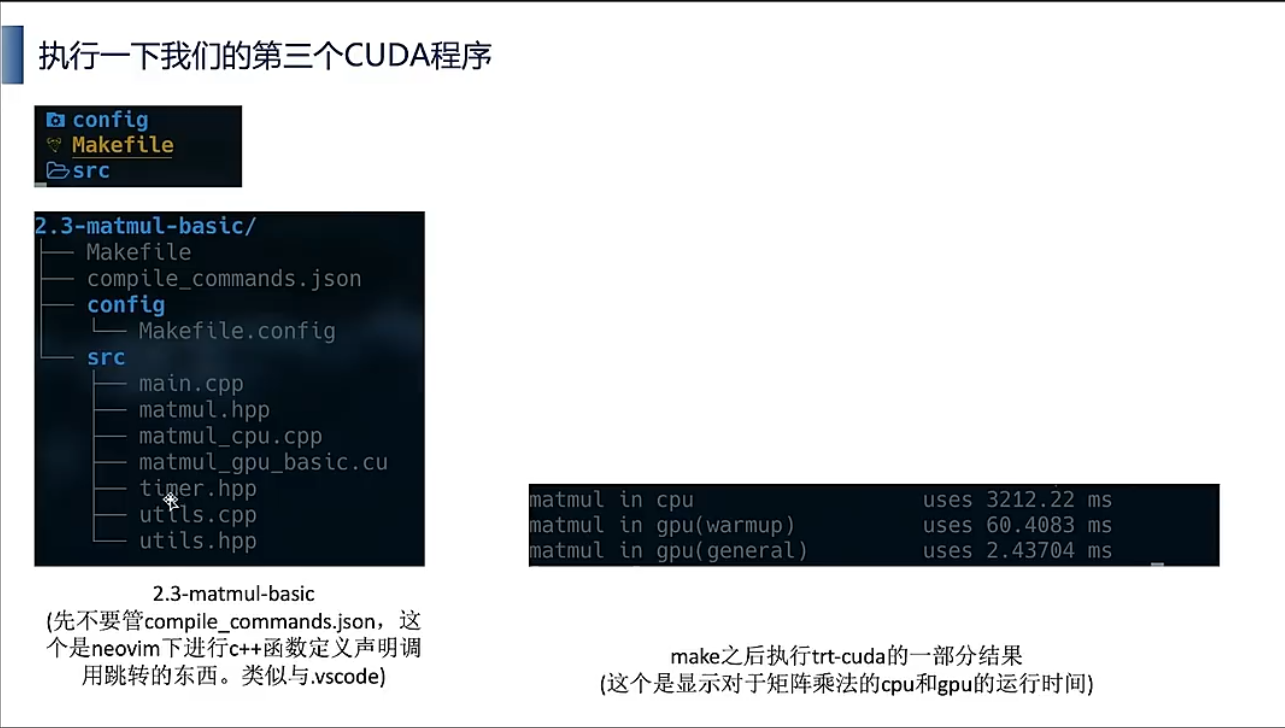 执行一下我们的第三个CUDA程序
config
Makefile
src
2.3-matmul-basic/
Makefile
compile_commands.json
config
Makefile.config
src
main.cpp
matmul.hpp
matmul_cpu.cpp
matmul_gpu_basic.cu
timer.hpp
utils.cpp
utils.hpp
2.3-matmul-basic
(先不要管compile_commands.json，这
个是neovim下进行c++函数定义声明调
用跳转的东西。类似与.vscode)
matmul in cpu uses 3212.22 ms
matmul in gpu(warmup) uses 60.4083 ms
matmul in gpu(general) uses 2.43704 ms
make之后执行trt-cuda的一部分结果
(这个是显示对于矩阵乘法的cpu和gpu的运行时间)